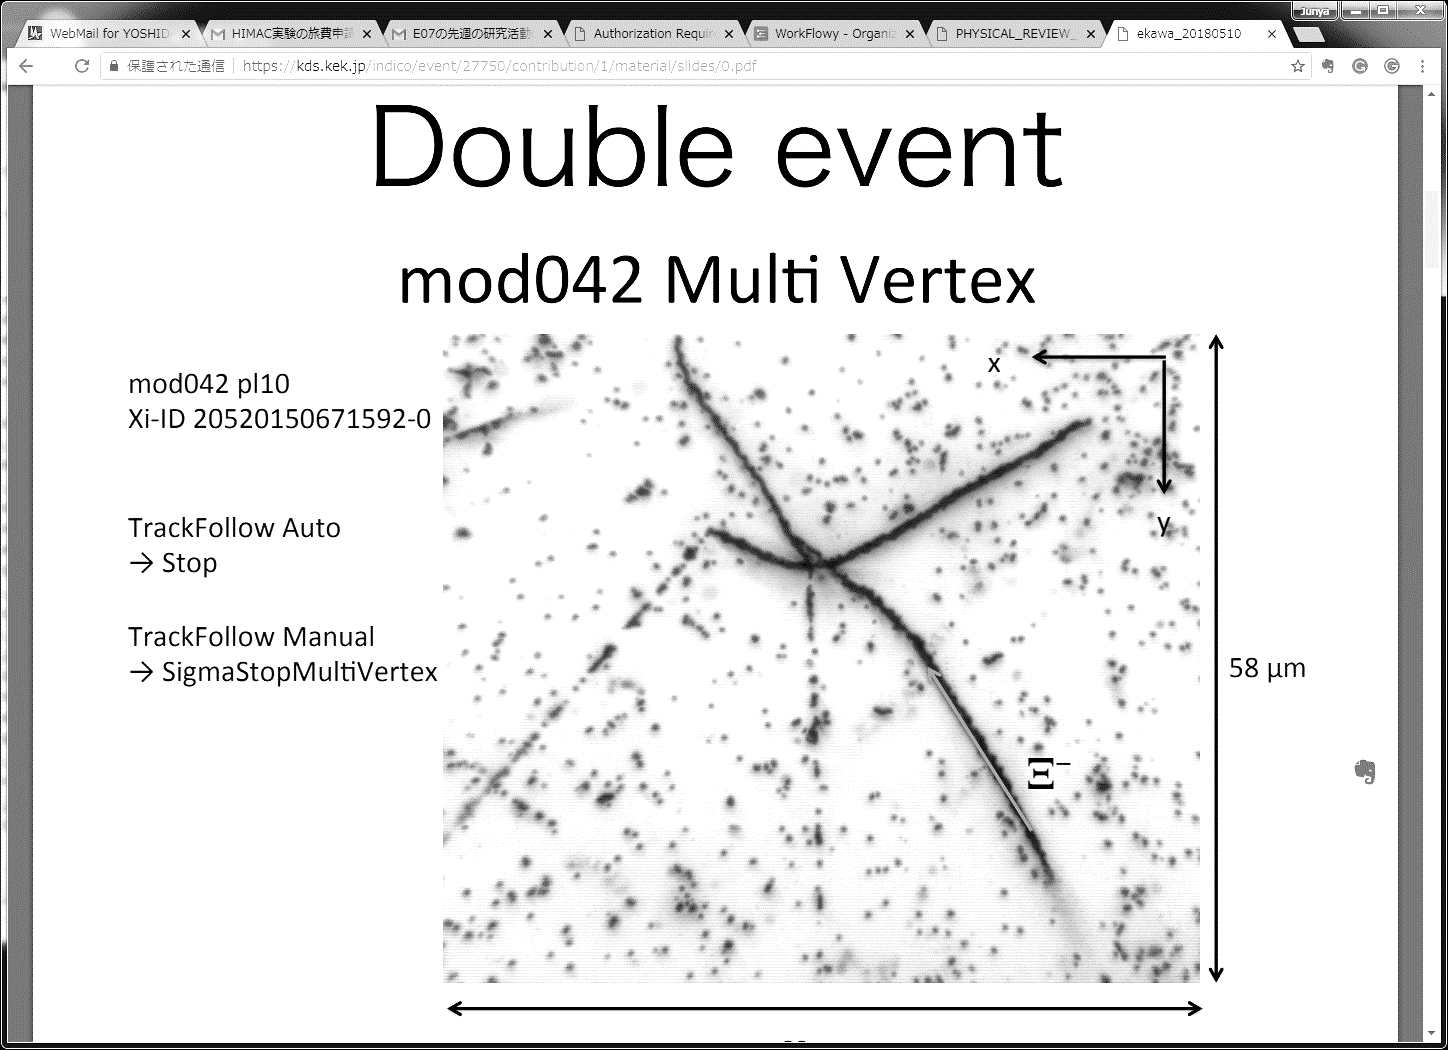 Junya
WebMail for YOSHID
HIMAC実験の旅費申請
E07の先週の研究活動
Authorization Requir
WorkFlowy - Organiz
PHYSICAL_REVIEW_
ekawa_20180510
保護された通信
https://kds.kek.jp/indico/event/27750/contribution/1/material/slides/0.pdf
Double event
mod042 Multi Vertex
mod042 pl10
Xi-ID 20520150671592-0
TrackFollow Auto
→ Stop
TrackFollow Manual
→ SigmaStopMultiVertex
x
y
Ξ⁻
58 μm